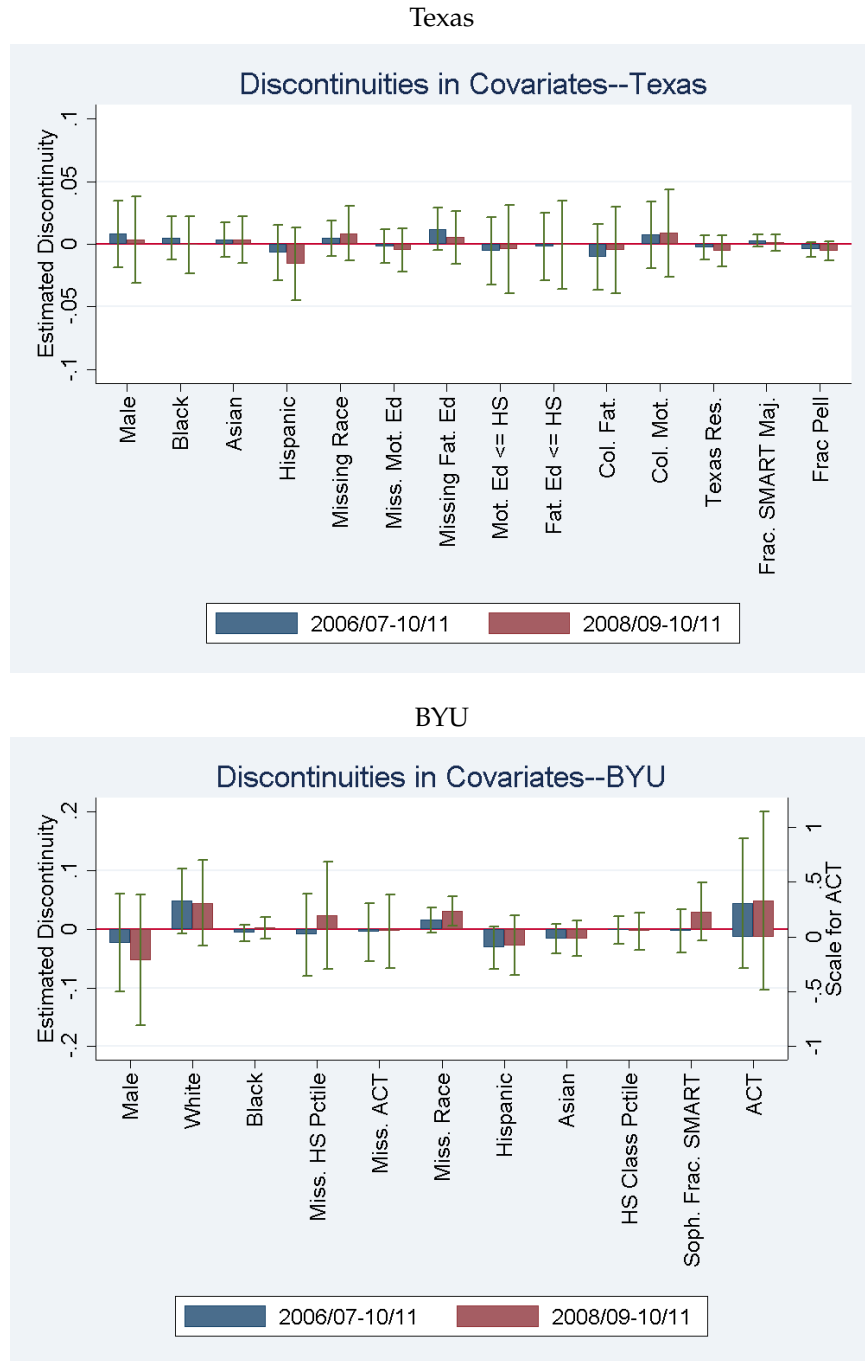 Texas
Discontinuities in Covariates--Texas
Estimated Discontinuity
.1
.05
0
-.05
-.1
Male
Black
Asian
Hispanic
Missing Race
Miss. Mot. Ed
Missing Fat. Ed
Mot. Ed <= HS
Fat. Ed <= HS
Col. Fat.
Col. Mot.
Texas Res.
Frac. SMART Maj.
Frac Pell
2006/07-10/11
2008/09-10/11
BYU
Discontinuities in Covariates--BYU
Estimated Discontinuity
.2
.1
0
-.1
-.2
Scale for ACT
1
.5
0
-.5
-1
Male
White
Black
Miss. HS Pctile
Miss. ACT
Miss. Race
Hispanic
Asian
HS Class Pctile
Soph. Frac. SMART
ACT
2006/07-10/11
2008/09-10/11